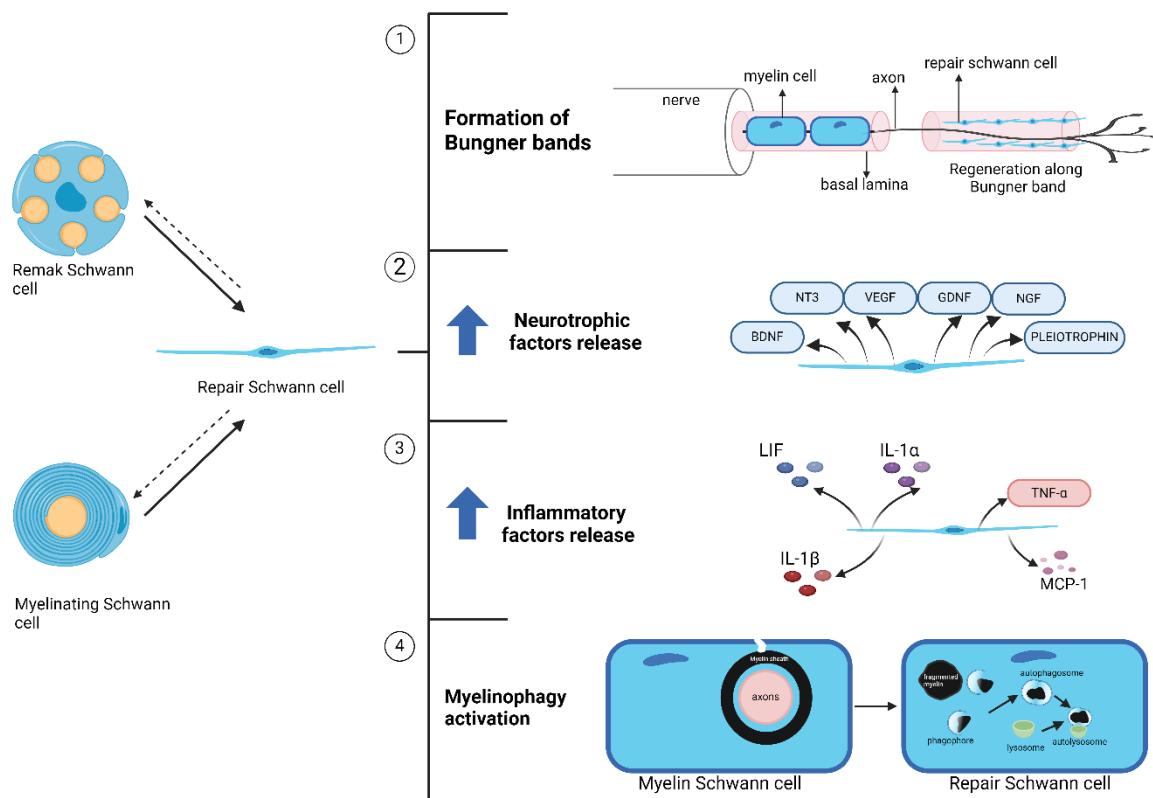 Remak Schwann
cell
Repair Schwann cell
Myelinating Schwann
cell
1
Formation of
Bungner bands
nerve
myelin cell
axon
repair schwann cell
basal lamina
Regeneration along
Bungner band
2
Neurotrophic
factors release
BDNF
NT3
VEGF
GDNF
NGF
PLEIOTROPHIN
3
Inflammatory
factors release
LIF
IL-1α
TNF-α
IL-1β
MCP-1
4
Myelinophagy
activation
Myelin sheath
axons
Myelin Schwann cell
fragmented
myelin
autophagosome
phagophore
lysosome
autolysosome
Repair Schwann cell